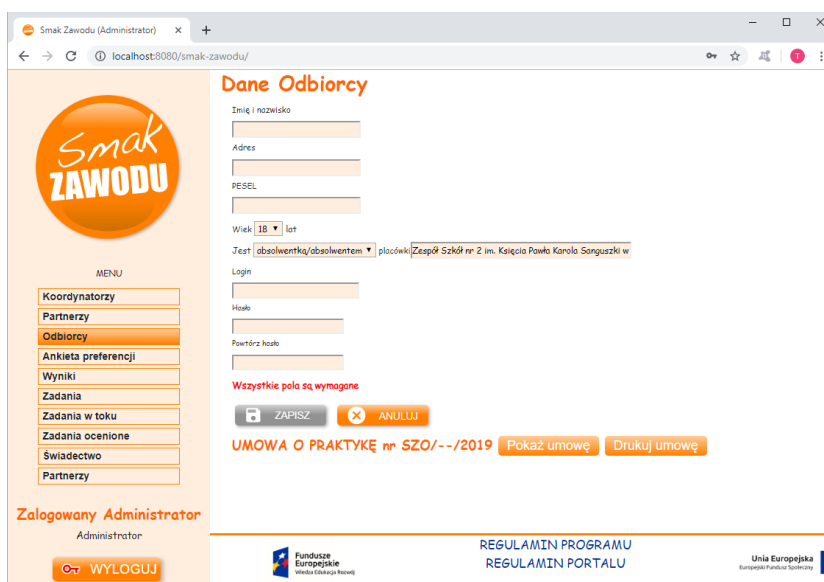 Smak Zawodu (Administrator)
localhost:8080/smak-zawodu/
T
Smak
ZAWODU
MENU
Koordynatorzy
Partnerzy
Odbiorcy
Ankieta preferencji
Wyniki
Zadania
Zadania w toku
Zadania ocenione
Świadectwo
Partnerzy
Zalogowany Administrator
Administrator
WYLOGUJ
Dane Odbiorcy
Imię i nazwisko
Adres
PESEL
Wiek 18 lat
Jest absolwentką/absolwentem placówki Zespół Szkół nr 2 im. Księcia Pawła Karola Sanguszki w
Login
Hasło
Powtórz hasło
Wszystkie pola są wymagane
ZAPISZ ANULUJ
UMOWA O PRAKTYKĘ nr SZO/--/2019 Pokaż umowę Drukuj umowę
Fundusze
Europejskie
Wiedza Edukacja Rozwój
REGULAMIN PROGRAMU
REGULAMIN PORTALU
Unia Europejska
Europejski Fundusz Społeczny